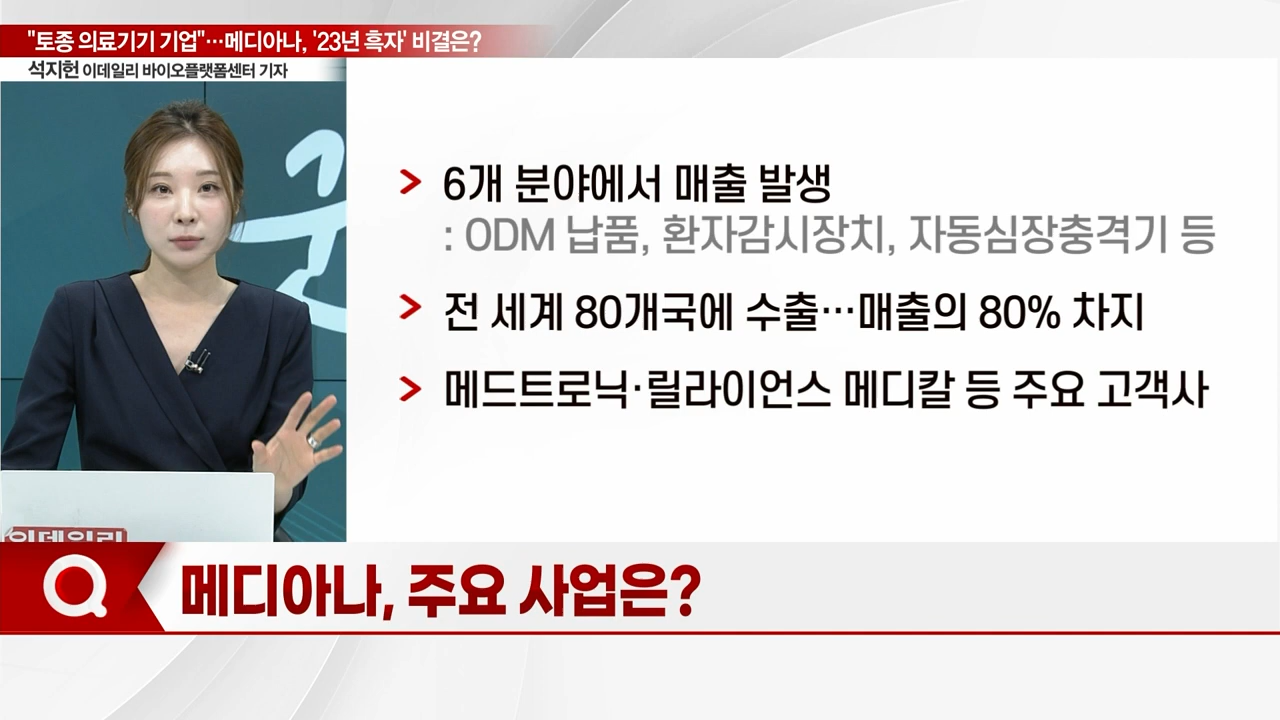 "토종 의료기기 기업"…메디아나, '23년 흑자' 비결은?
석지헌 이데일리 바이오플랫폼센터 기자
> 6개 분야에서 매출 발생
: ODM 납품, 환자감시장치, 자동심장충격기 등
> 전 세계 80개국에 수출…매출의 80% 차지
> 메드트로닉·릴라이언스 메디칼 등 주요 고객사
이데일리
Q 메디아나, 주요 사업은?